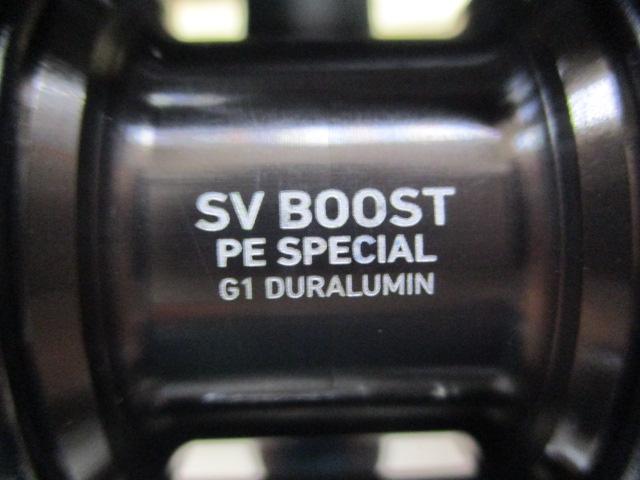 SV BOOST
PE SPECIAL
G1 DURALUMIN